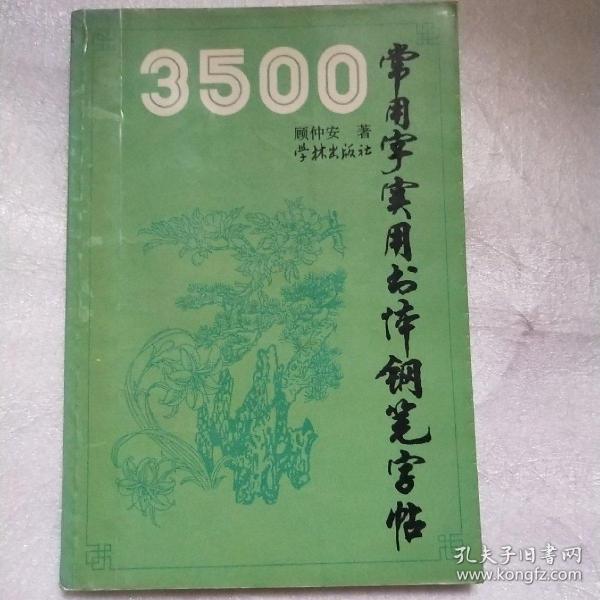 3500
常用字实用书体钢笔字帖
顾仲安 著
学林出版社
孔夫子旧书网
www.kongfz.com